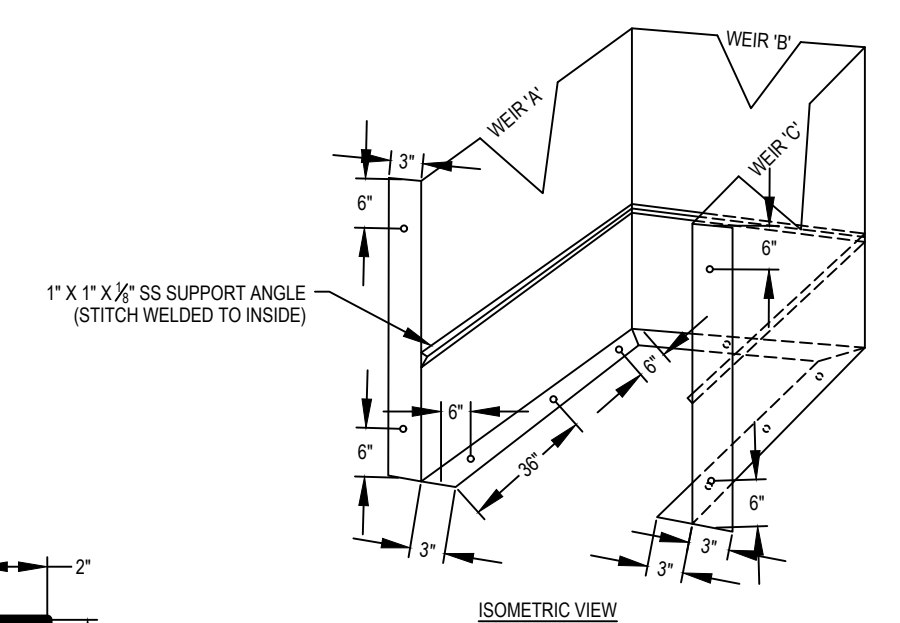 WEIR 'B'
WEIR 'A'
WEIR 'C'
3"
6"
6"
1" X 1" X 1/8" SS SUPPORT ANGLE
(STITCH WELDED TO INSIDE)
6"
6"
6"
36"
6"
3"
3"
3"
2"
ISOMETRIC VIEW